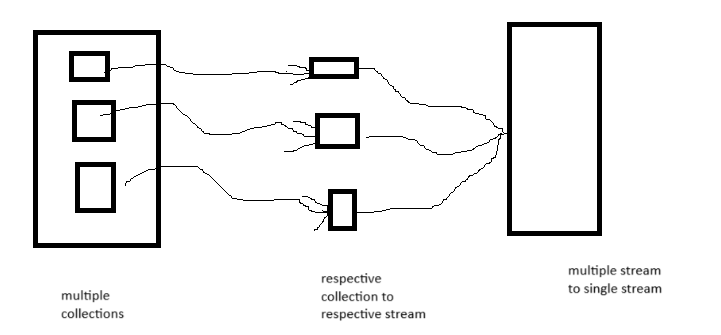 multiple
collections
respective
collection to
respective stream
multiple stream
to single stream